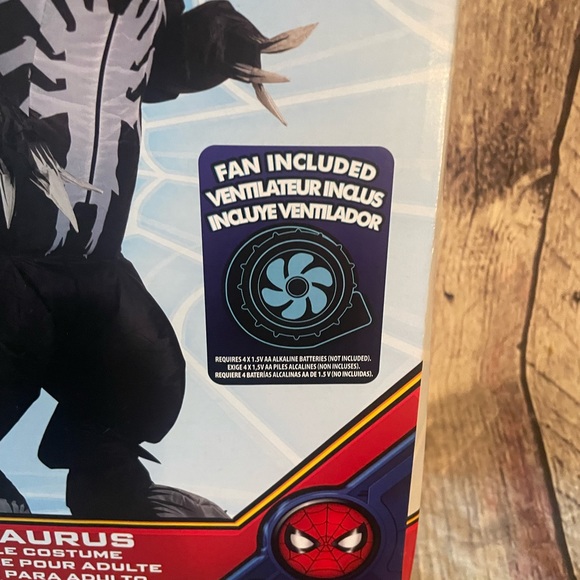 FAN INCLUDED
VENTILATEUR INCLUS
INCLUYE VENTILADOR
REQUIRES 4 X 1.5V AA ALKALINE BATTERIES (NOT INCLUDED).
EXIGE 4 X 1,5V AA PILES ALCALINES (NON INCLUSES).
REQUIERE 4 BATERÍAS ALCALINAS AA DE 1.5 V (NO INCLUIDAS).
AURUS
LE COSTUME
E POUR ADULTE
PARA ADULTO